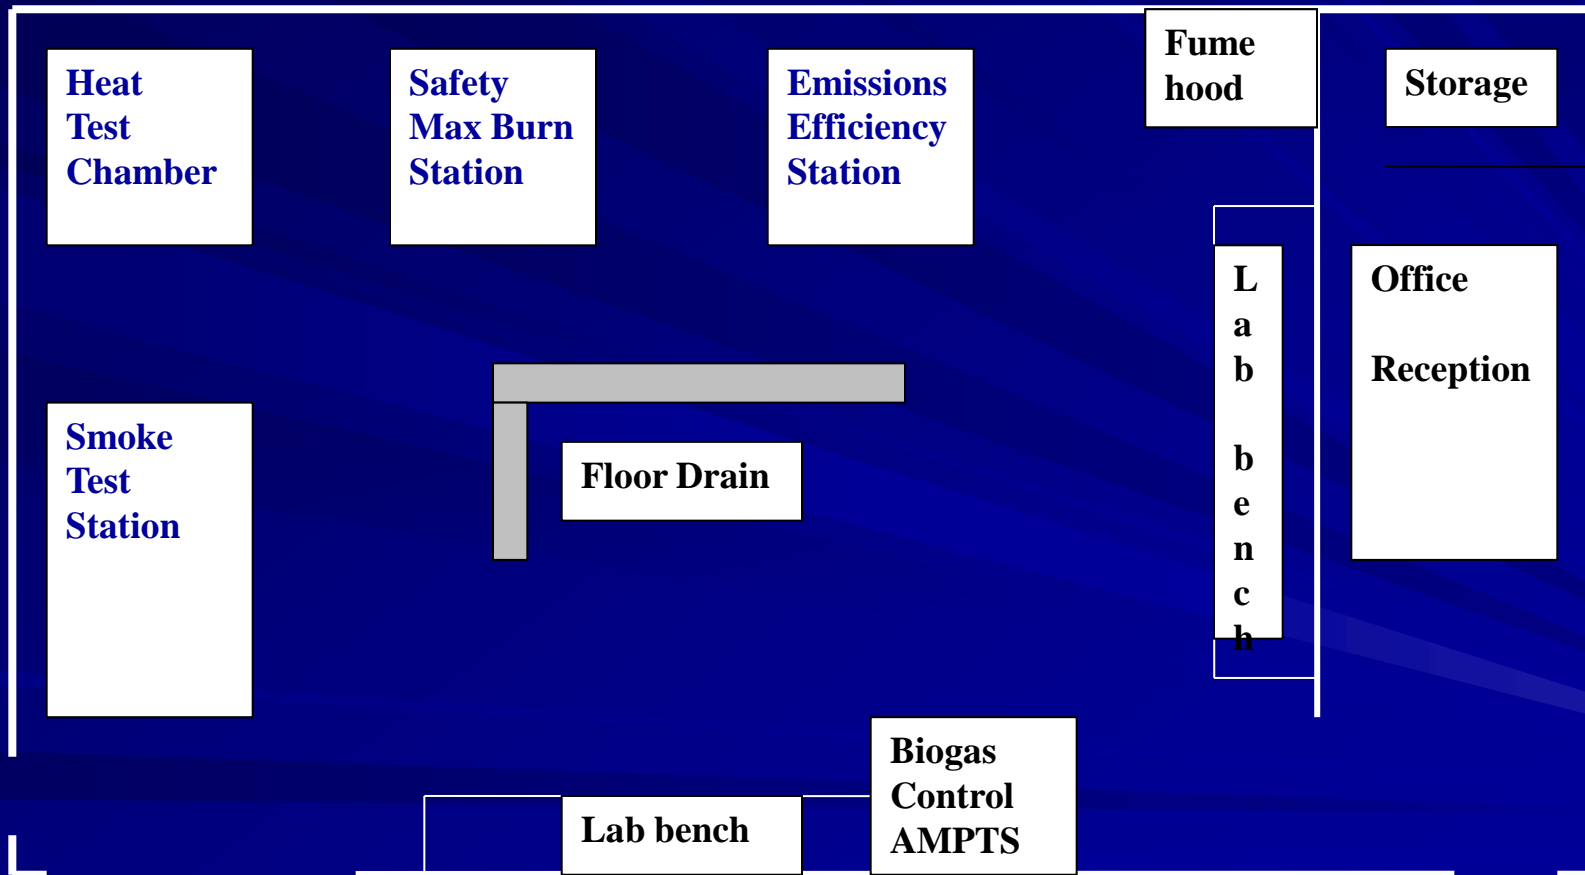 Heat
Test
Chamber
Safety
Max Burn
Station
Emissions
Efficiency
Station
Fume
hood
Storage
Smoke
Test
Station
Floor Drain
L
a
b
b
e
n
c
h
Office
Reception
Lab bench
Biogas
Control
AMPTS